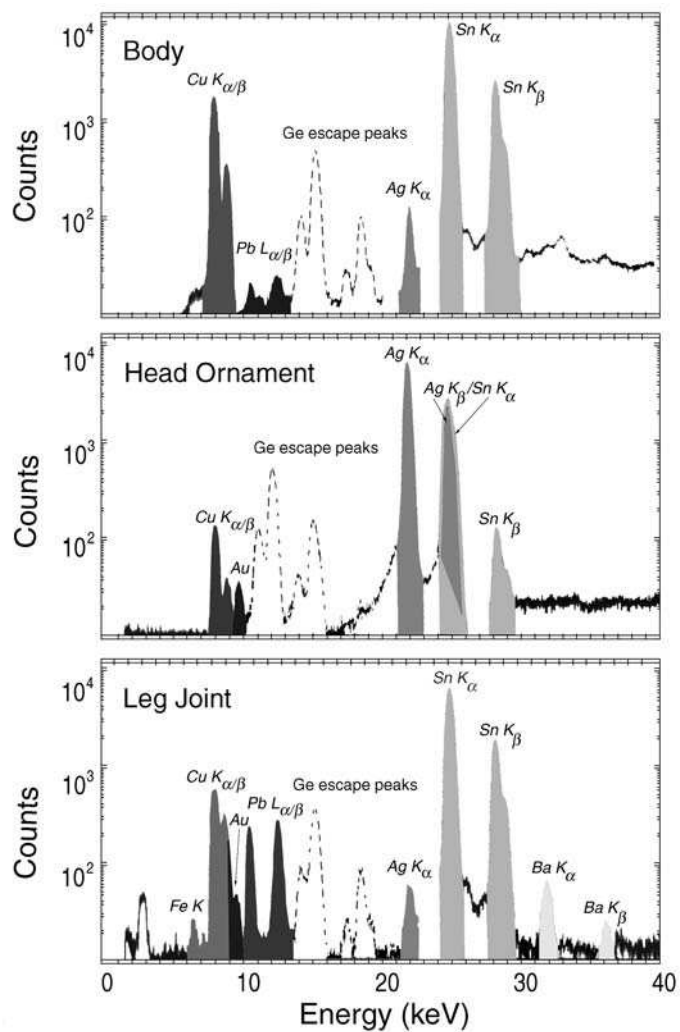 10⁴
Body
Sn Kα
Cu Kα/β
Sn Kβ
10³
Ge escape peaks
Counts
Ag Kα
10²
Pb Lα/β
Head Ornament
10⁴
Ag Kα
Ag Kβ/Sn Kα
10³
Ge escape peaks
Counts
Cu Kα/β
Sn Kβ
10²
Au
Leg Joint
10⁴
Sn Kα
Sn Kβ
Cu Kα/β
10³
Pb Lα/β
Ge escape peaks
Au
Counts
Ag Kα
Ba Kα
10²
Fe K
Ba Kβ
0 10 20 30 40
Energy (keV)